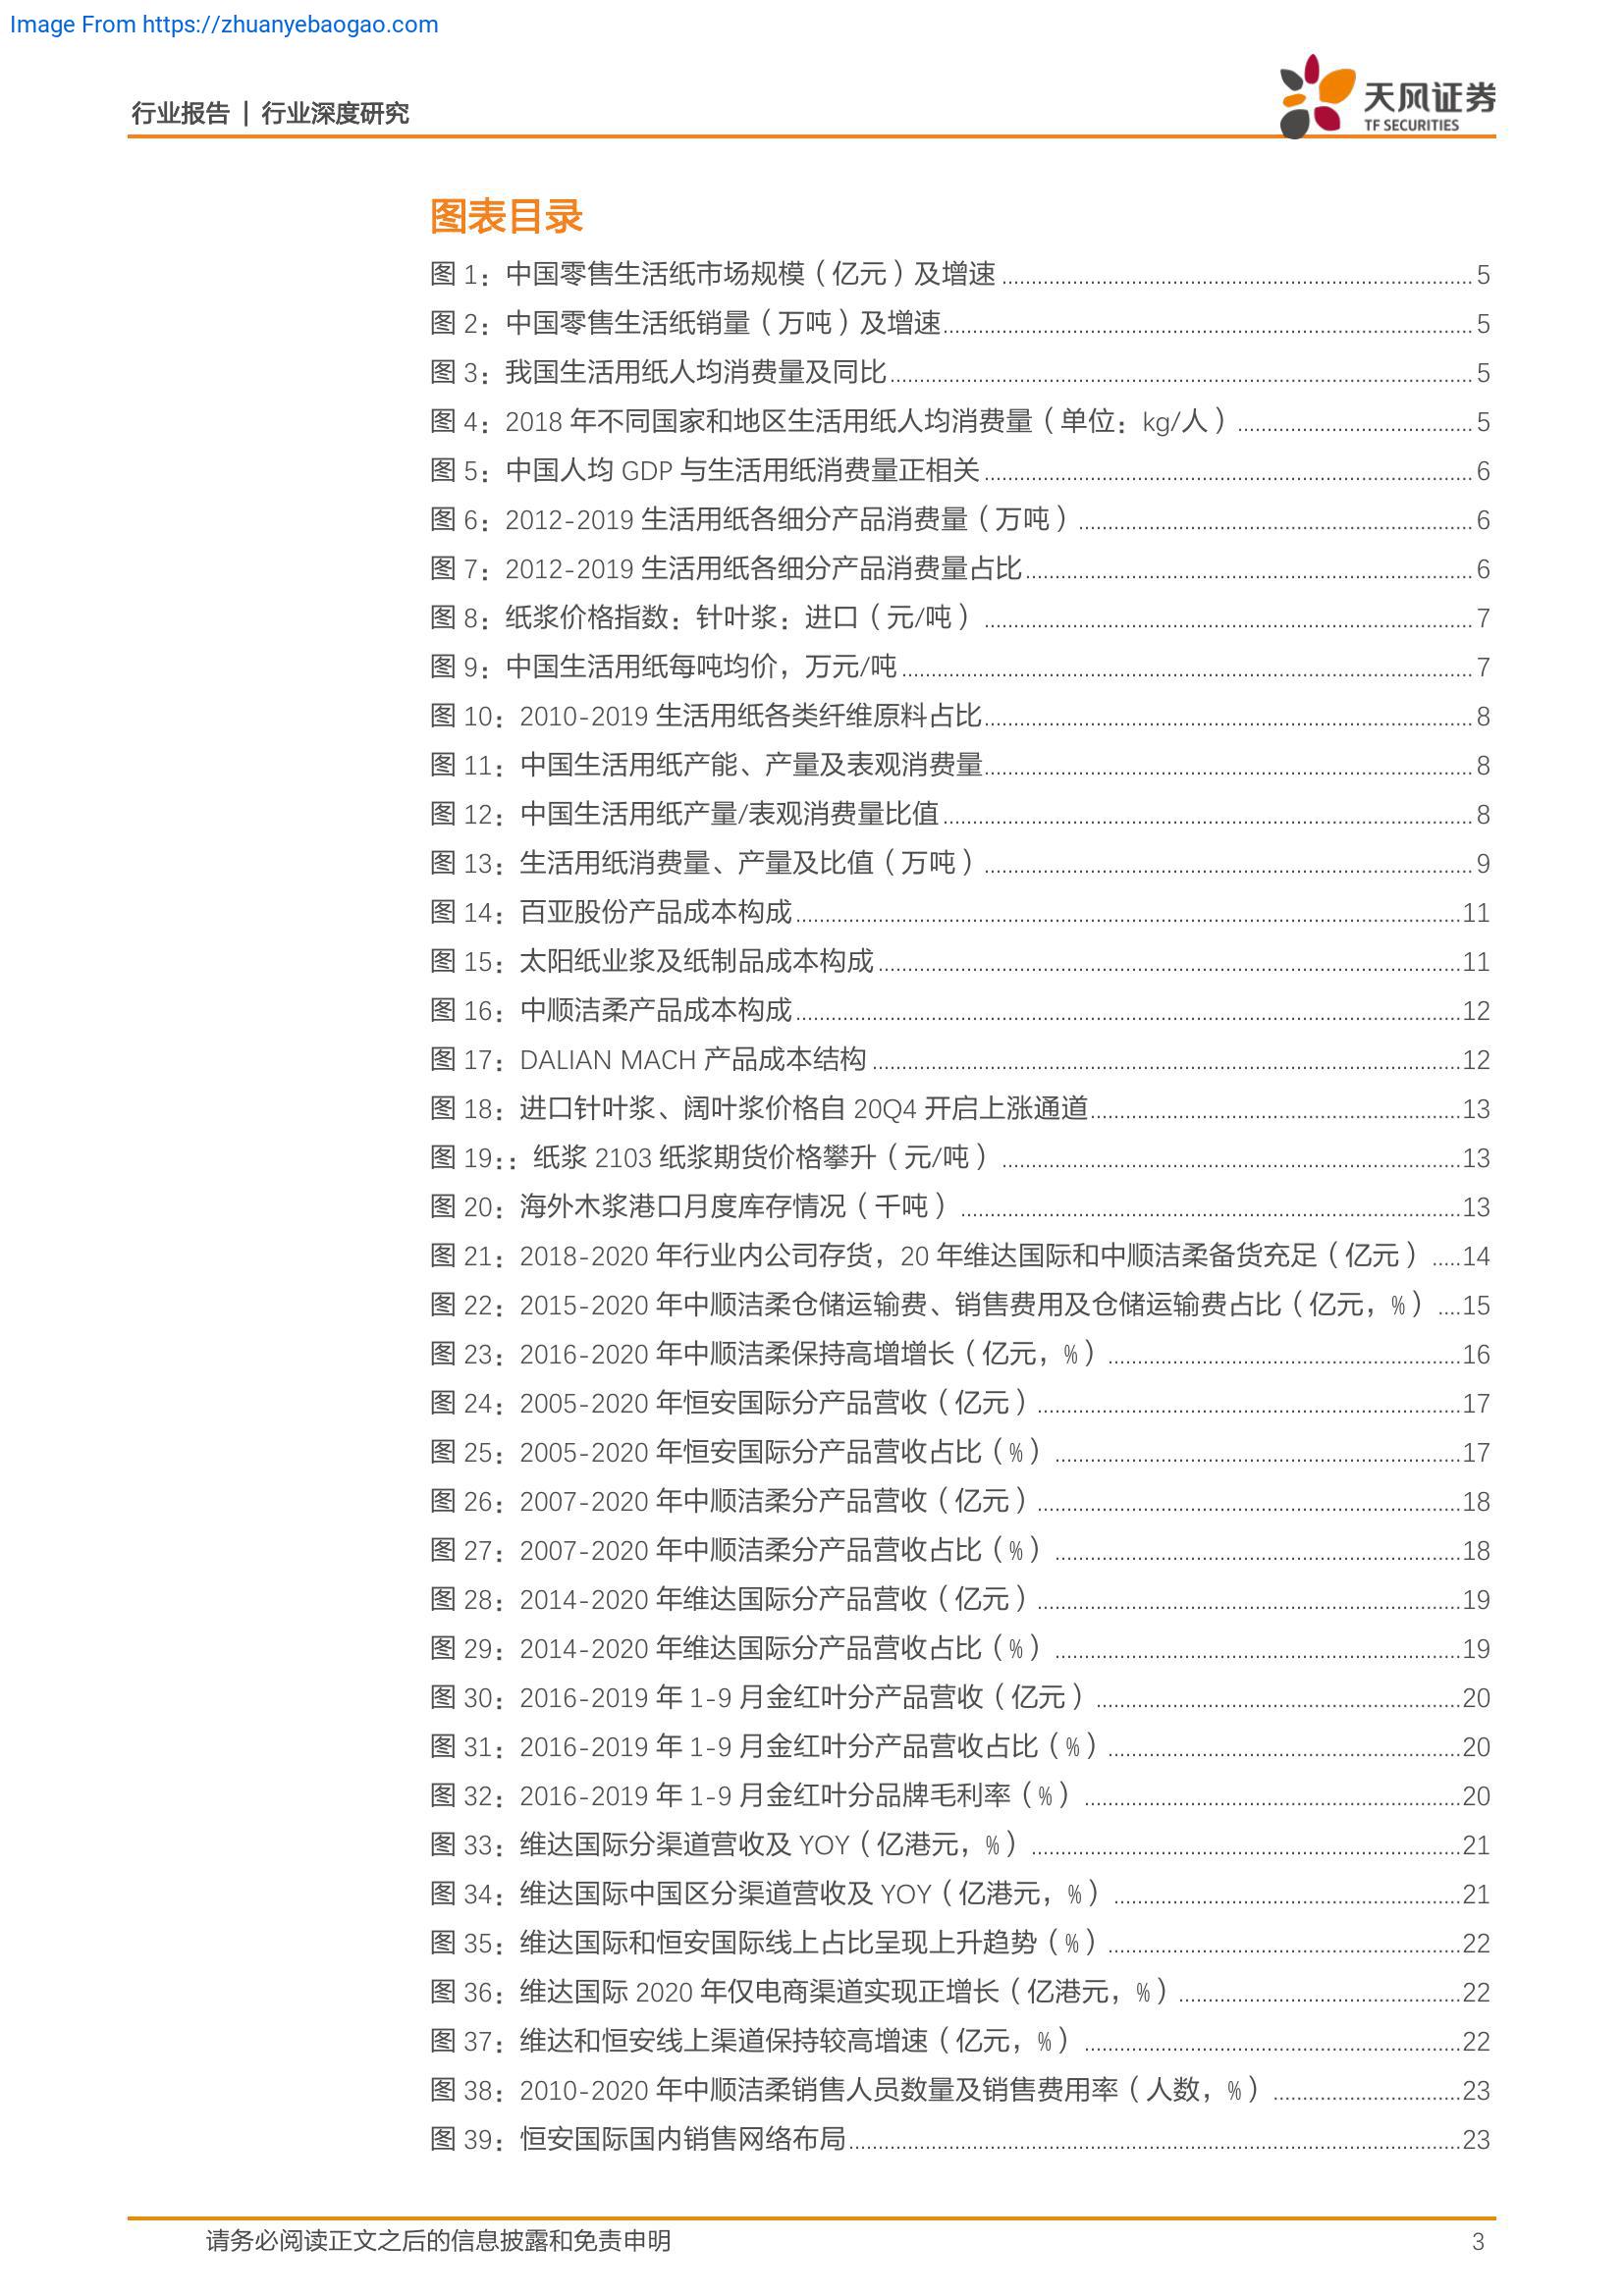 Image From https://zhuanyebaogao.com
行业报告 | 行业深度研究
天风证券
TF SECURITIES
图表目录
图 1：中国零售生活纸市场规模（亿元）及增速 5
图 2：中国零售生活纸销量（万吨）及增速 5
图 3：我国生活用纸人均消费量及同比 5
图 4：2018 年不同国家和地区生活用纸人均消费量（单位：kg/人） 5
图 5：中国人均 GDP 与生活用纸消费量正相关 6
图 6：2012-2019 生活用纸各细分产品消费量（万吨） 6
图 7：2012-2019 生活用纸各细分产品消费量占比 6
图 8：纸浆价格指数：针叶浆：进口（元/吨） 7
图 9：中国生活用纸每吨均价，万元/吨 7
图 10：2010-2019 生活用纸各类纤维原料占比 8
图 11：中国生活用纸产能、产量及表观消费量 8
图 12：中国生活用纸产量/表观消费量比值 8
图 13：生活用纸消费量、产量及比值（万吨） 9
图 14：百亚股份产品成本构成 11
图 15：太阳纸业浆及纸制品成本构成 11
图 16：中顺洁柔产品成本构成 12
图 17：DALIAN MACH 产品成本结构 12
图 18：进口针叶浆、阔叶浆价格自 20Q4 开启上涨通道 13
图 19：：纸浆 2103 纸浆期货价格攀升（元/吨） 13
图 20：海外木浆港口月度库存情况（千吨） 13
图 21：2018-2020 年行业内公司存货，20 年维达国际和中顺洁柔备货充足（亿元） 14
图 22：2015-2020 年中顺洁柔仓储运输费、销售费用及仓储运输费占比（亿元，%） 15
图 23：2016-2020 年中顺洁柔保持高增增长（亿元，%） 16
图 24：2005-2020 年恒安国际分产品营收（亿元） 17
图 25：2005-2020 年恒安国际分产品营收占比（%） 17
图 26：2007-2020 年中顺洁柔分产品营收（亿元） 18
图 27：2007-2020 年中顺洁柔分产品营收占比（%） 18
图 28：2014-2020 年维达国际分产品营收（亿元） 19
图 29：2014-2020 年维达国际分产品营收占比（%） 19
图 30：2016-2019 年 1-9 月金红叶分产品营收（亿元） 20
图 31：2016-2019 年 1-9 月金红叶分产品营收占比（%） 20
图 32：2016-2019 年 1-9 月金红叶分品牌毛利率（%） 20
图 33：维达国际分渠道营收及 YOY（亿港元，%） 21
图 34：维达国际中国区分渠道营收及 YOY（亿港元，%） 21
图 35：维达国际和恒安国际线上占比呈现上升趋势（%） 22
图 36：维达国际 2020 年仅电商渠道实现正增长（亿港元，%） 22
图 37：维达和恒安线上渠道保持较高增速（亿元，%） 22
图 38：2010-2020 年中顺洁柔销售人员数量及销售费用率（人数，%） 23
图 39：恒安国际国内销售网络布局 23
请务必阅读正文之后的信息披露和免责申明 3